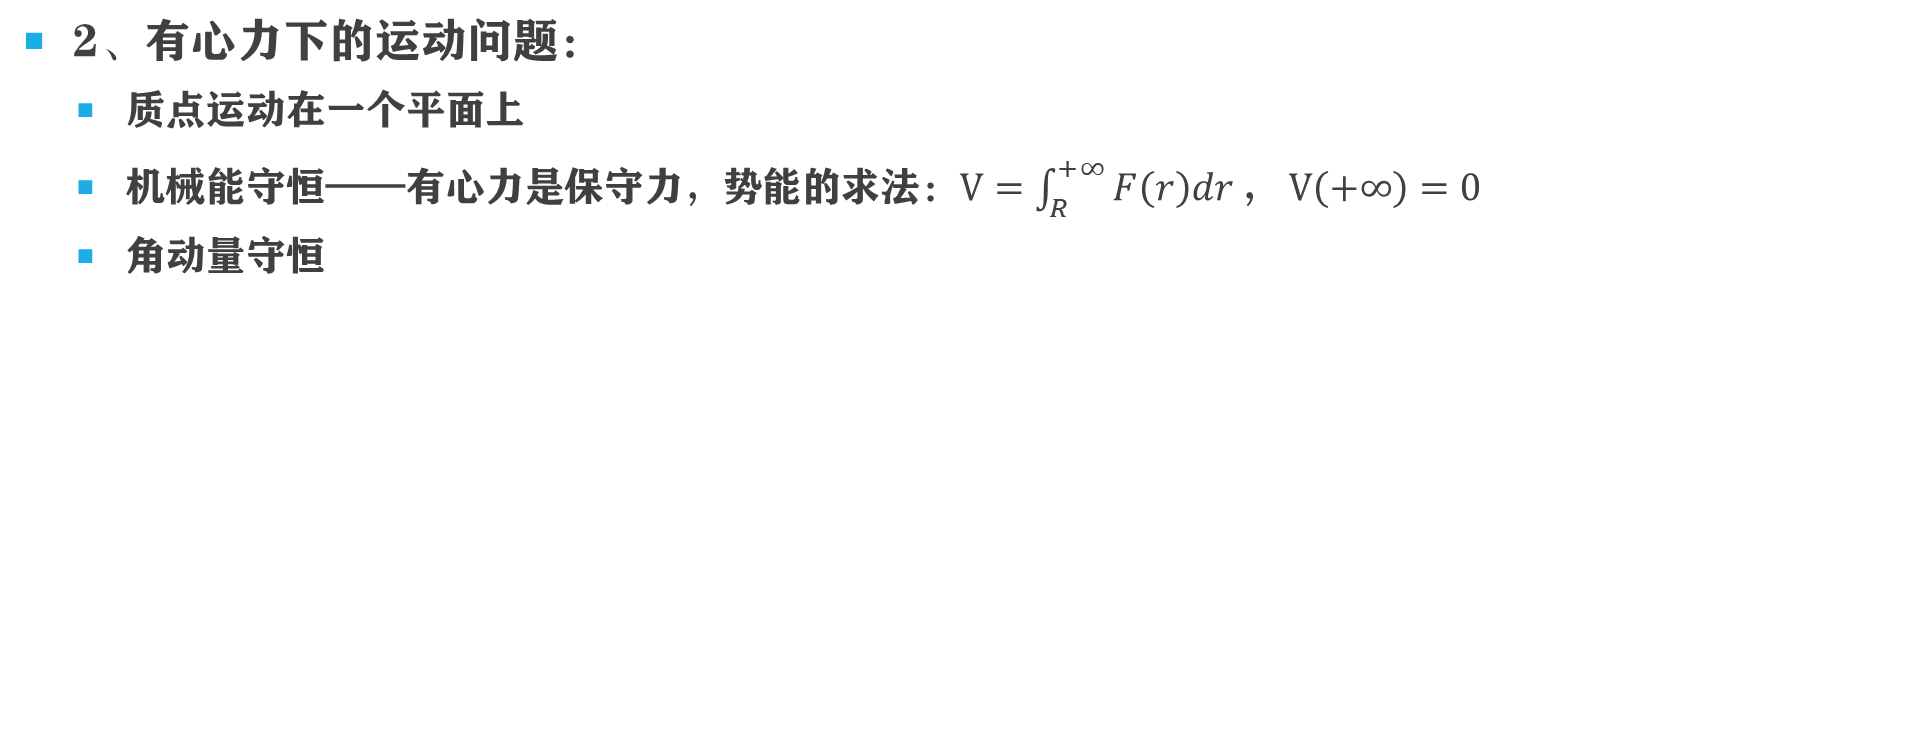 2、有心力下的运动问题：
质点运动在一个平面上
机械能守恒——有心力是保守力，势能的求法：V = ∫_R^{+∞} F(r)dr ， V(+∞) = 0
角动量守恒